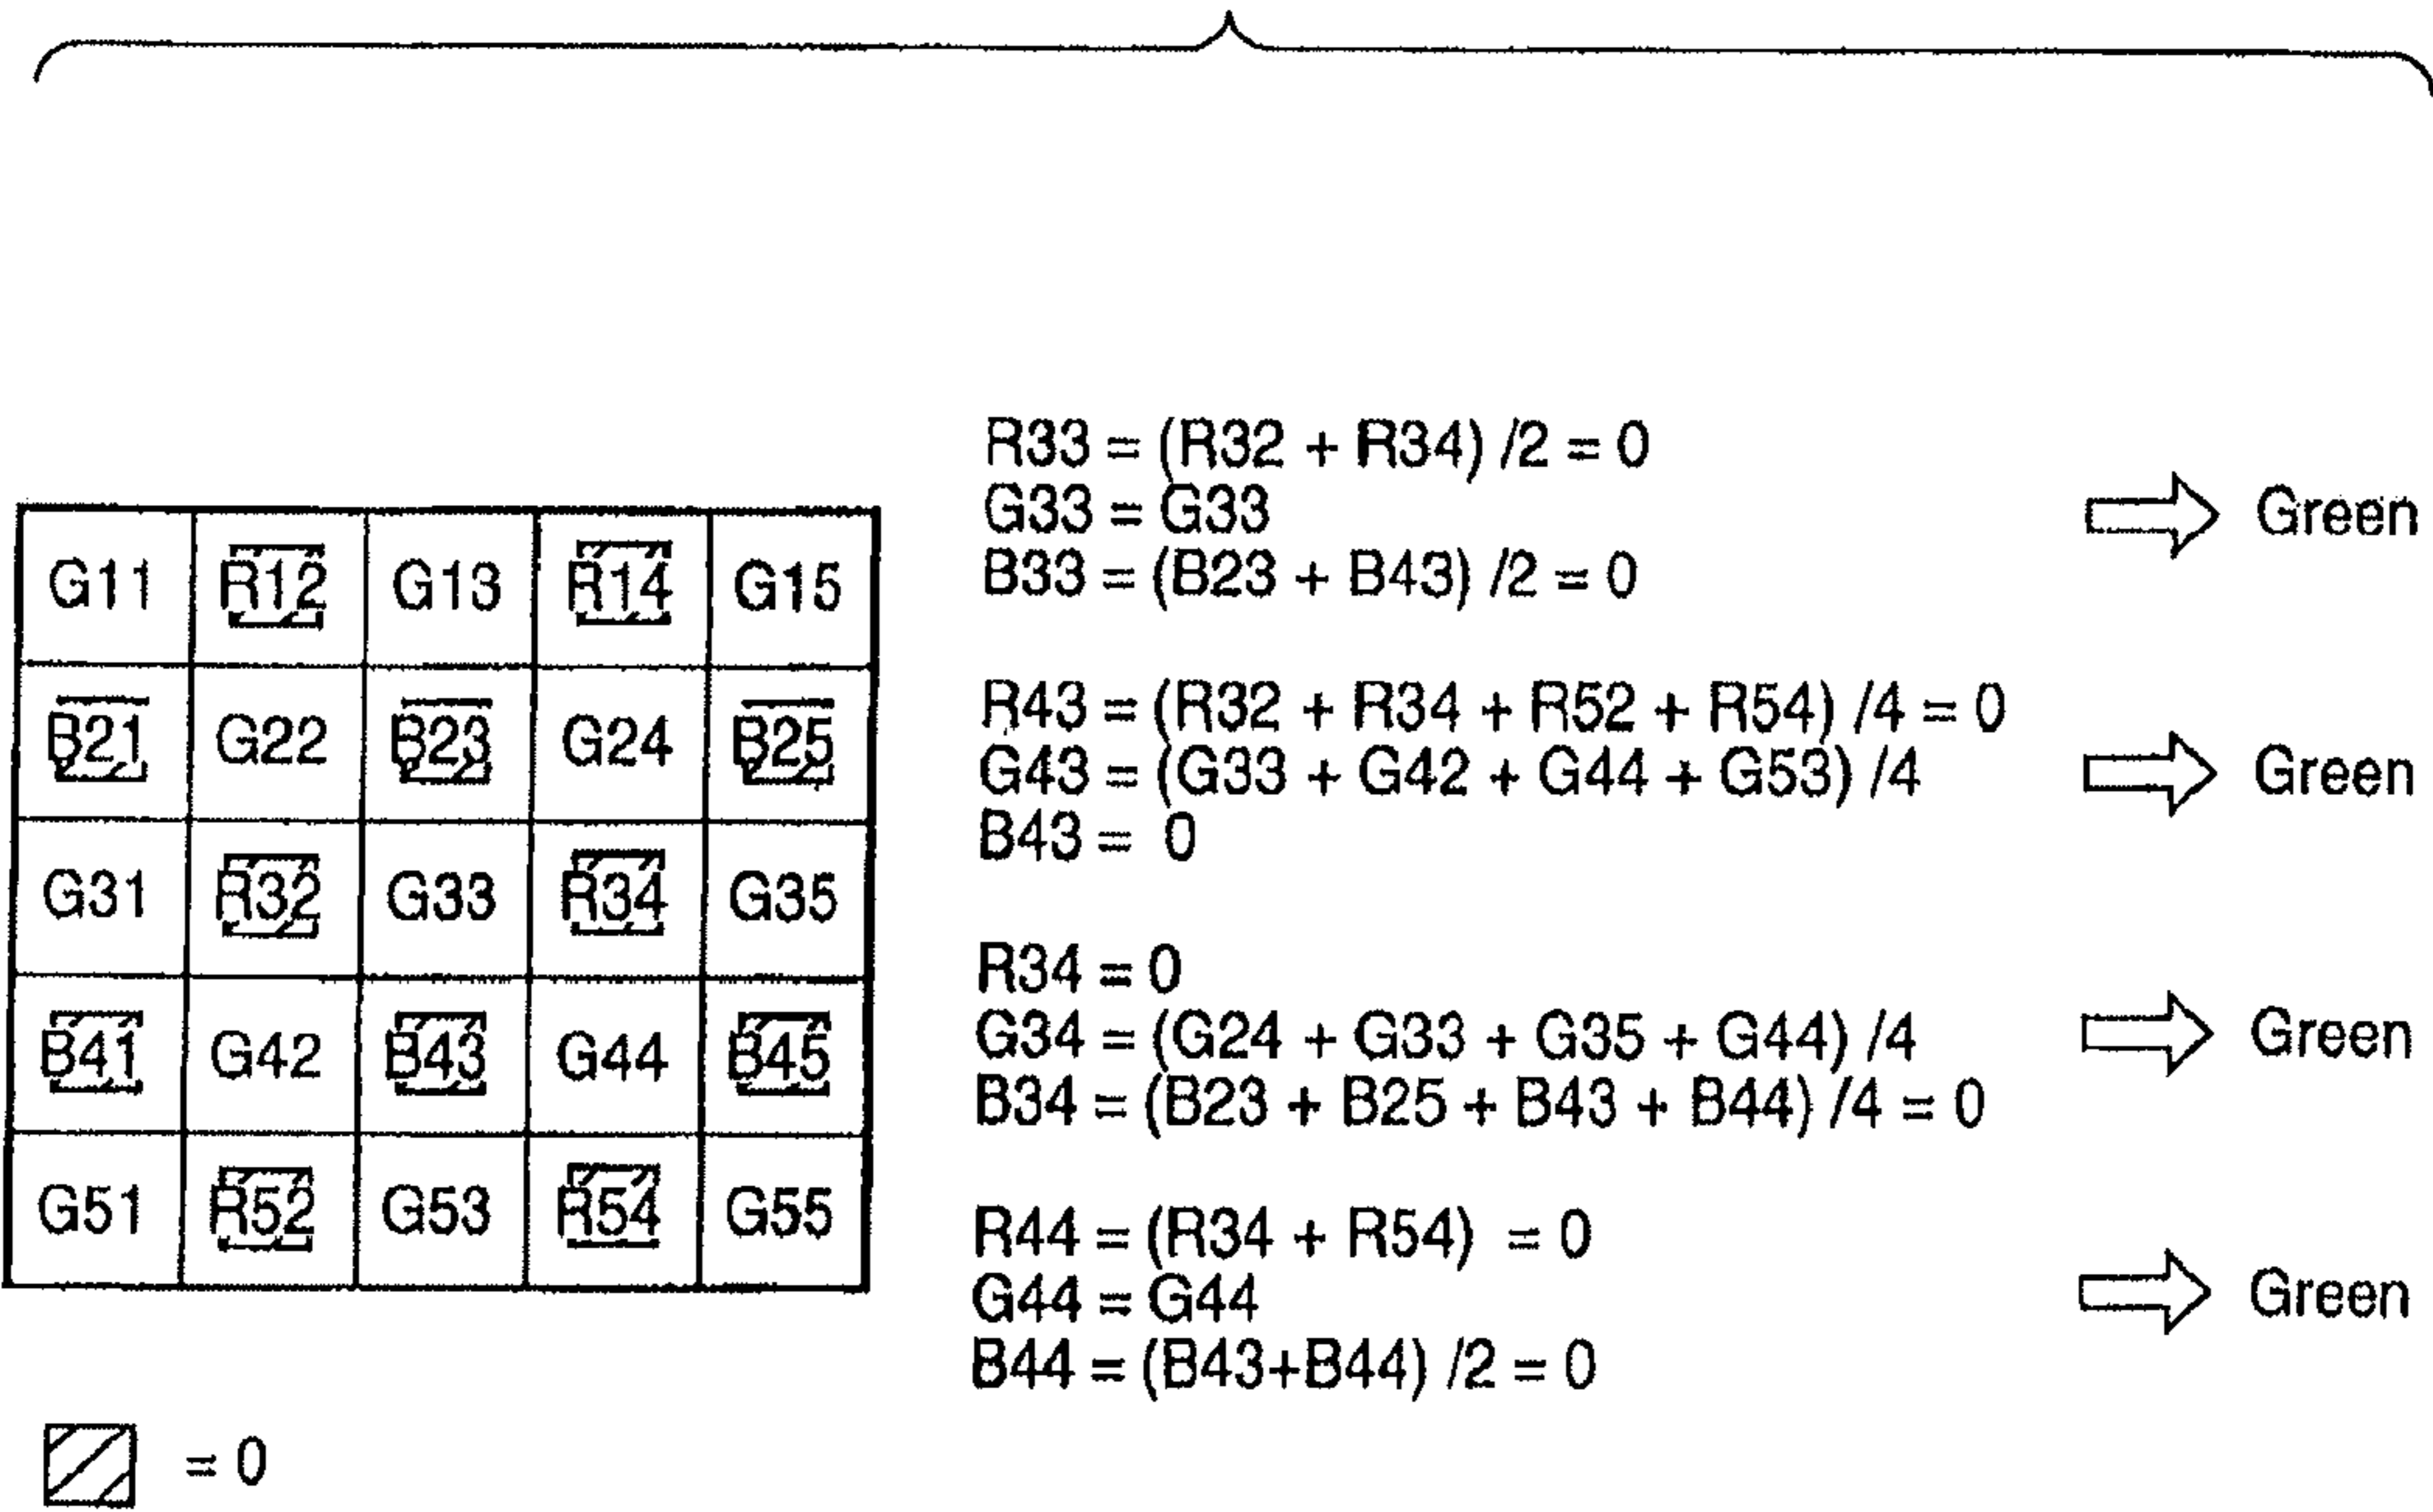 G11 R12 G13 R14 G15
B21 G22 B23 G24 B25
G31 R32 G33 R34 G35
B41 G42 B43 G44 B45
G51 R52 G53 R54 G55
= 0
R33 = (R32 + R34) /2 = 0
G33 = G33
B33 = (B23 + B43) /2 = 0
Green
R43 = (R32 + R34 + R52 + R54) /4 = 0
G43 = (G33 + G42 + G44 + G53) /4
B43 = 0
Green
R34 = 0
G34 = (G24 + G33 + G35 + G44) /4
B34 = (B23 + B25 + B43 + B44) /4 = 0
Green
R44 = (R34 + R54) = 0
G44 = G44
B44 = (B43+B44) /2 = 0
Green